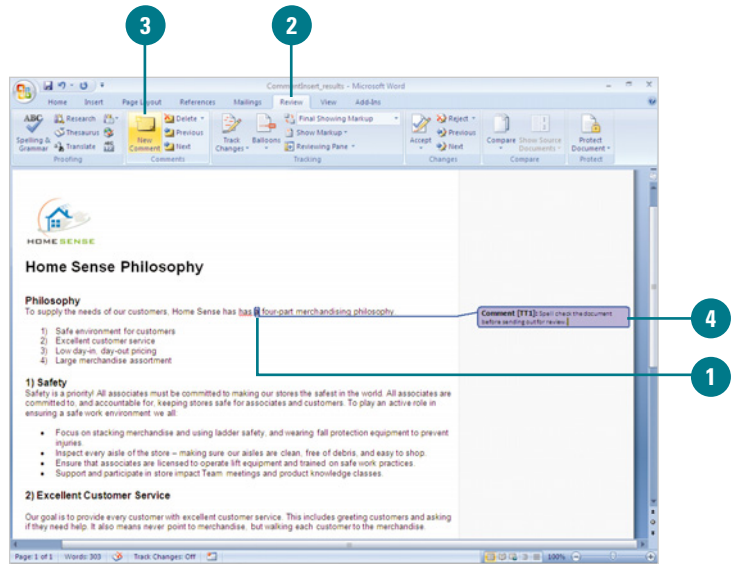 3
2
CommentInsert_results - Microsoft Word
Home Insert Page Layout References Mailings Review View Add-Ins
ABC Research Delete Final Showing Markup Reject
Thesaurus Previous Show Markup Previous
Spelling & Grammar Translate New Comment Next Track Changes Balloons Reviewing Pane Accept Next Compare Show Source Documents Protect Document
Proofing Comments Tracking Changes Compare Protect
HOMESENSE
Home Sense Philosophy
Philosophy
To supply the needs of our customers, Home Sense has has a four-part merchandising philosophy.
Comment [TT1]: Spell check the document
before sending out for review.
4
1) Safe environment for customers
2) Excellent customer service
3) Low day-in, day-out pricing
4) Large merchandise assortment
1
1) Safety
Safety is a priority! All associates must be committed to making our stores the safest in the world. All associates are
committed to, and accountable for, keeping stores safe for associates and customers. To play an active role in
ensuring a safe work environment we all:
• Focus on stacking merchandise and using ladder safety, and wearing fall protection equipment to prevent
injuries.
• Inspect every aisle of the store – making sure our aisles are clean, free of debris, and easy to shop.
• Ensure that associates are licensed to operate lift equipment and trained on safe work practices.
• Support and participate in store impact Team meetings and product knowledge classes.
2) Excellent Customer Service
Our goal is to provide every customer with excellent customer service. This includes greeting customers and asking
if they need help. It also means never point to merchandise, but walking each customer to the merchandise.
Page: 1 of 1 Words: 303 Track Changes: Off 100%